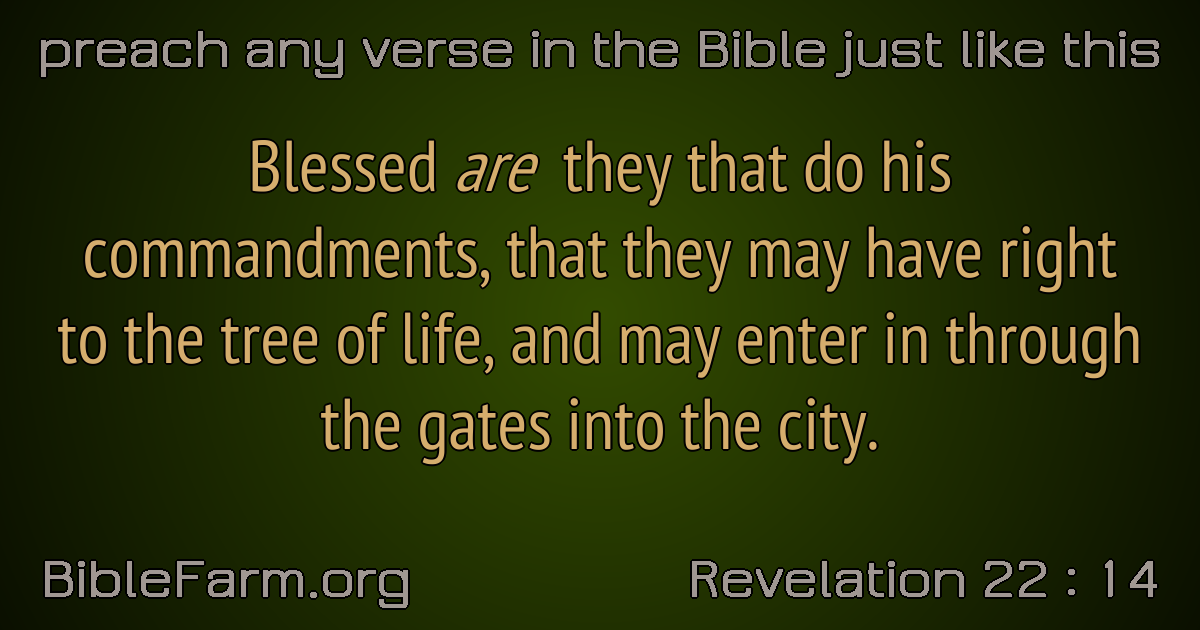 preach any verse in the Bible just like this
Blessed are they that do his
commandments, that they may have right
to the tree of life, and may enter in through
the gates into the city.
BibleFarm.org
Revelation 22 : 14